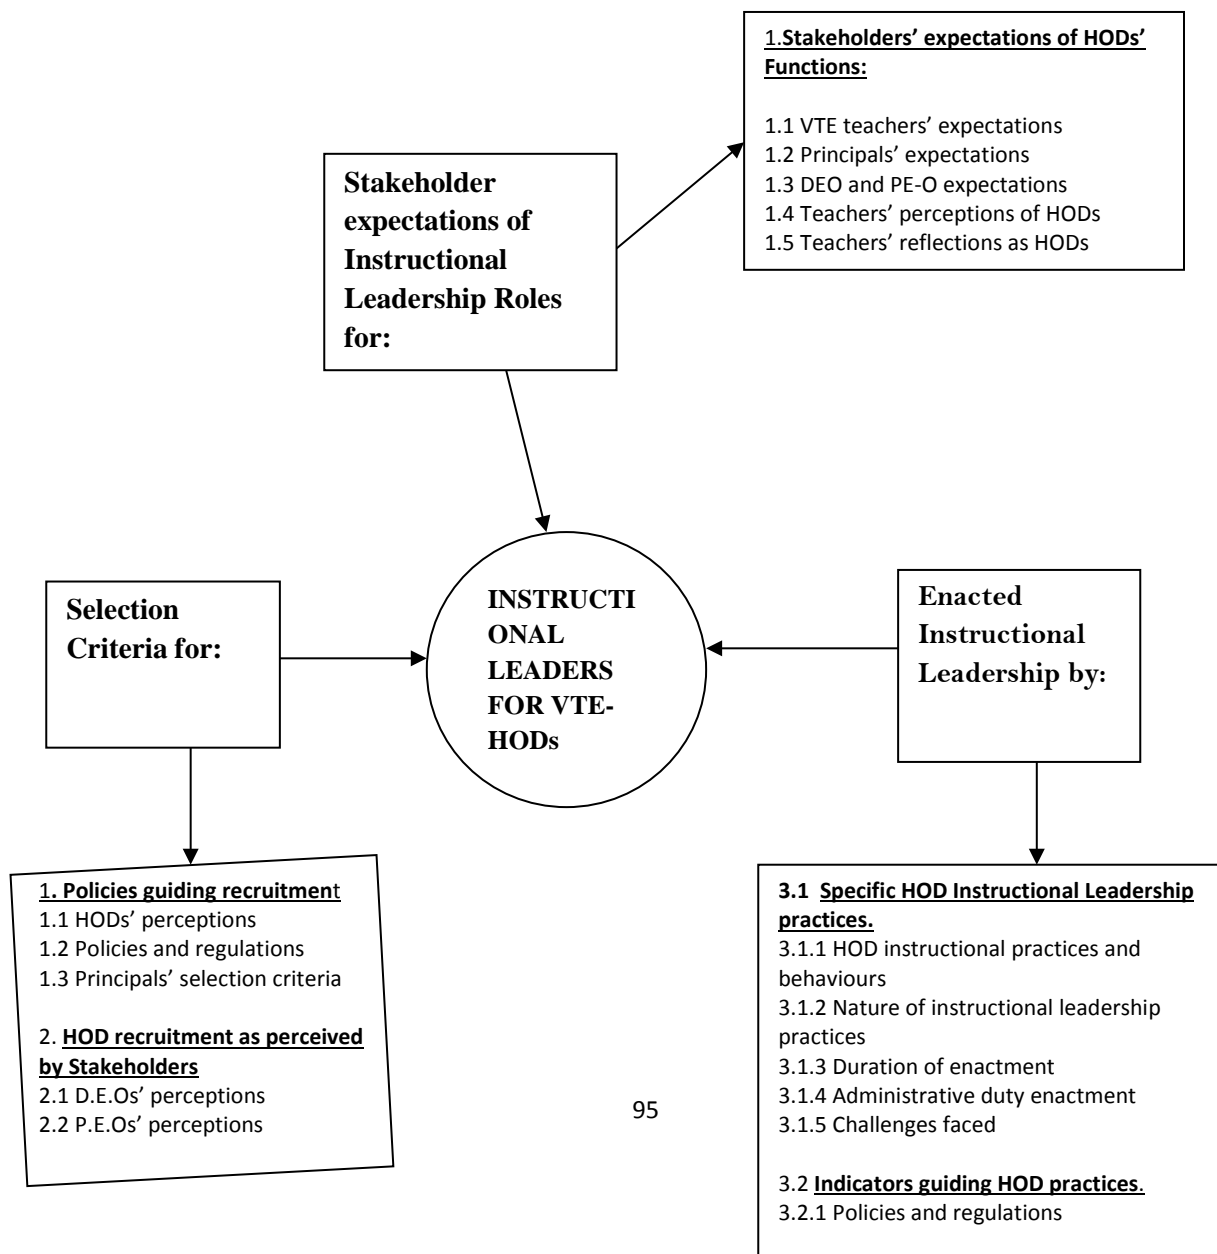 1.Stakeholders’ expectations of HODs’
Functions:
1.1 VTE teachers’ expectations
1.2 Principals’ expectations
1.3 DEO and PE-O expectations
1.4 Teachers’ perceptions of HODs
1.5 Teachers’ reflections as HODs
Stakeholder
expectations of
Instructional
Leadership Roles
for:
Selection
Criteria for:
INSTRUCTI
ONAL
LEADERS
FOR VTE-
HODs
Enacted
Instructional
Leadership by:
1. Policies guiding recruitment
1.1 HODs’ perceptions
1.2 Policies and regulations
1.3 Principals’ selection criteria
2. HOD recruitment as perceived
by Stakeholders
2.1 D.E.Os’ perceptions
2.2 P.E.Os’ perceptions
3.1 Specific HOD Instructional Leadership
practices.
3.1.1 HOD instructional practices and
behaviours
3.1.2 Nature of instructional leadership
practices
3.1.3 Duration of enactment
3.1.4 Administrative duty enactment
3.1.5 Challenges faced
3.2 Indicators guiding HOD practices.
3.2.1 Policies and regulations
95